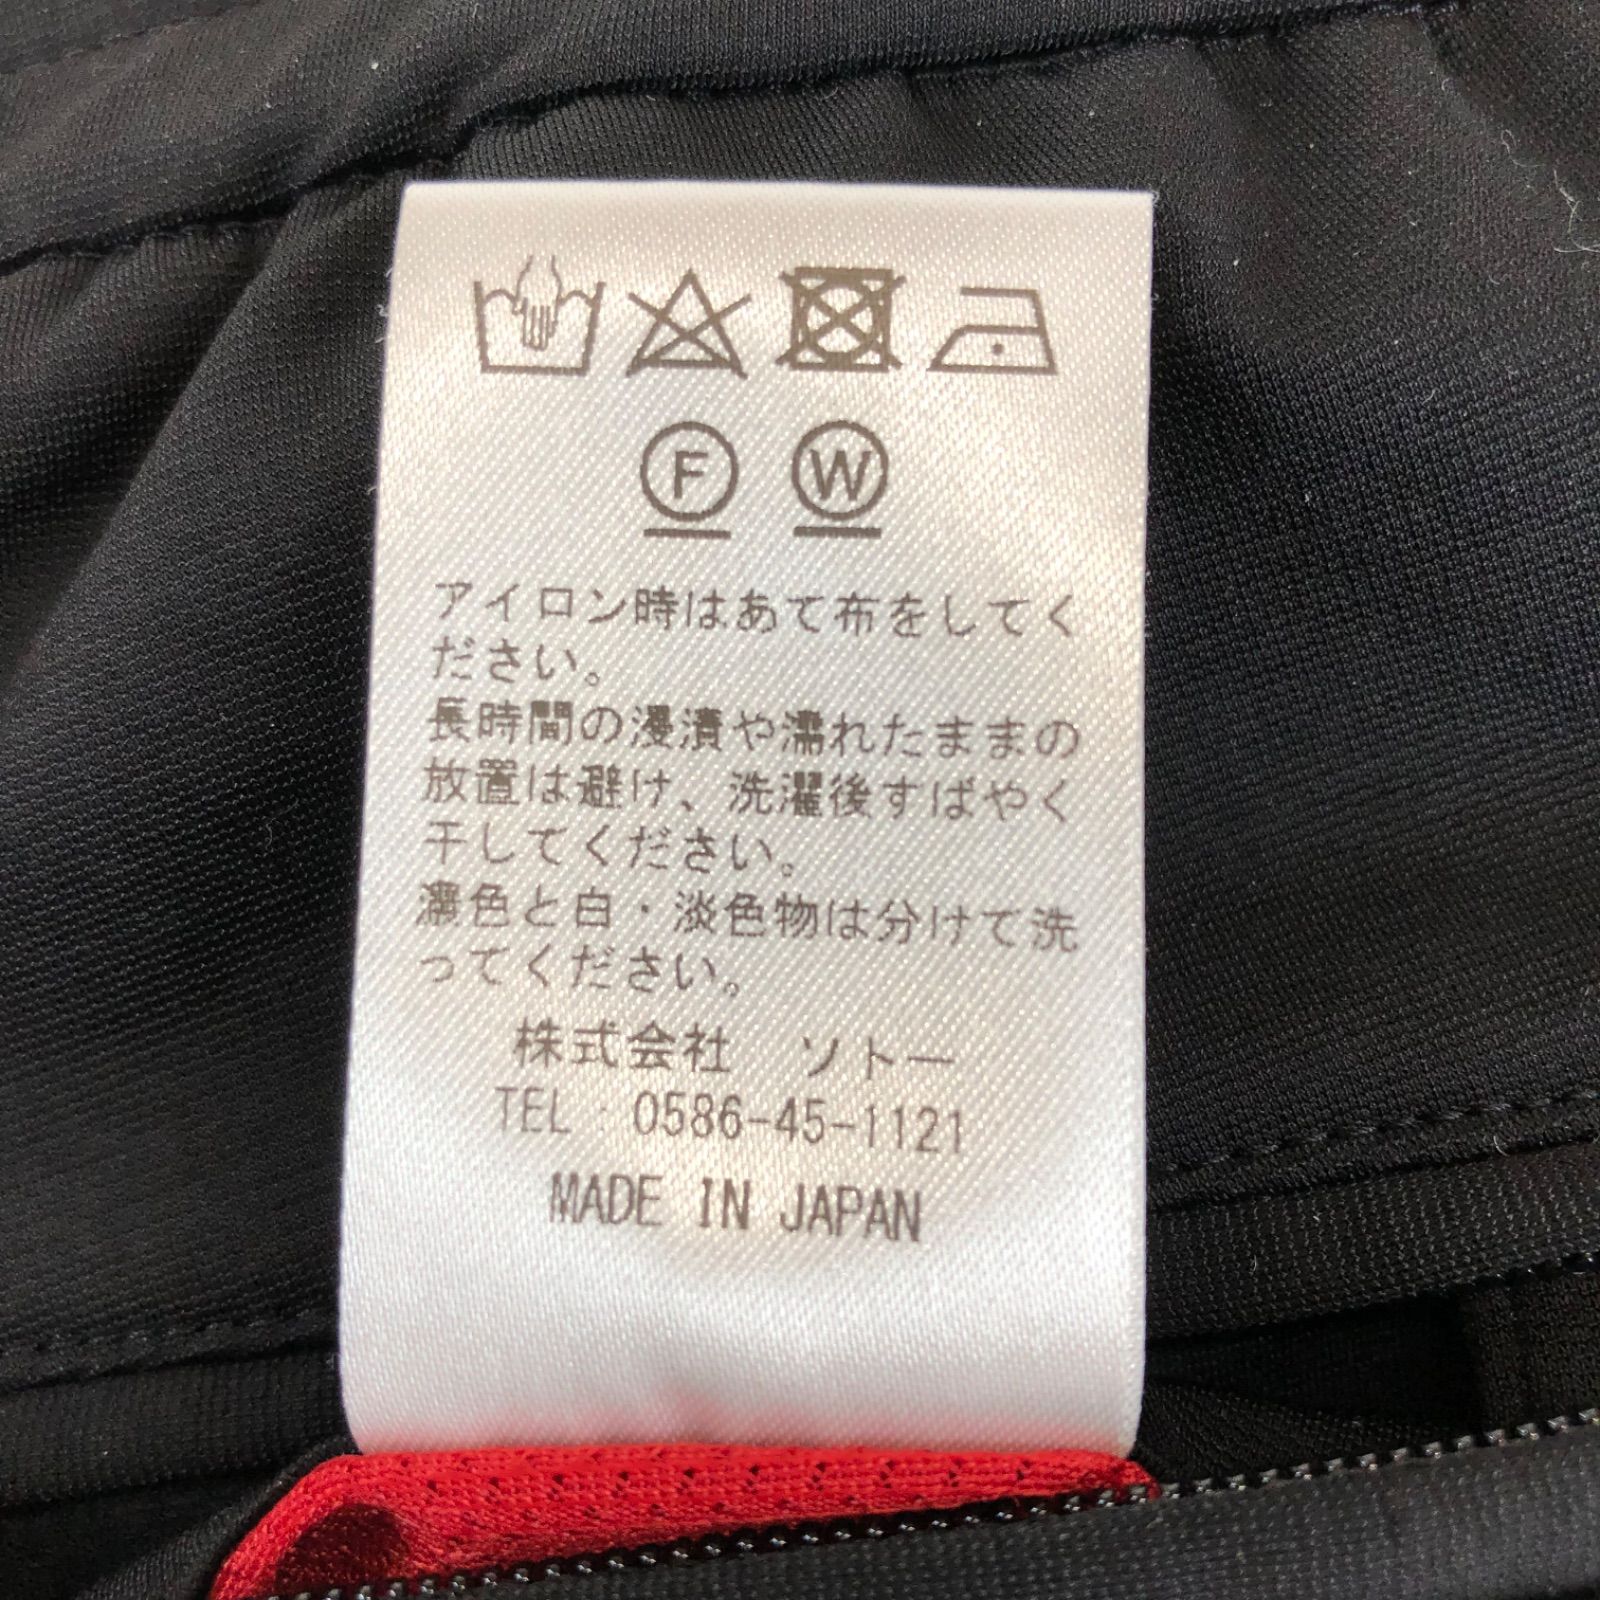 F W
アイロン時はあて布をしてく
ださい。
長時間の浸漬や濡れたままの
放置は避け、洗濯後すばやく
干してください。
濃色と白・淡色物は分けて洗
ってください。
株式会社 ソトー
TEL : 0586-45-1121
MADE IN JAPAN